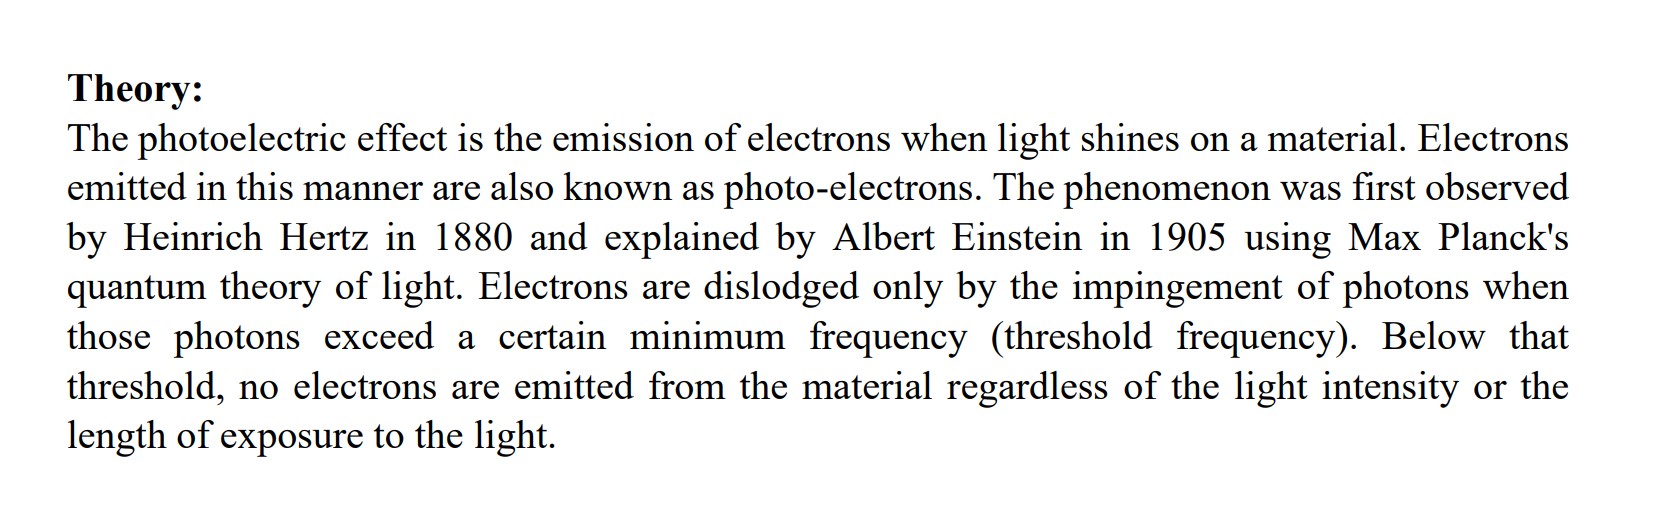 Theory:
The photoelectric effect is the emission of electrons when light shines on a material. Electrons
emitted in this manner are also known as photo-electrons. The phenomenon was first observed
by Heinrich Hertz in 1880 and explained by Albert Einstein in 1905 using Max Planck's
quantum theory of light. Electrons are dislodged only by the impingement of photons when
those photons exceed a certain minimum frequency (threshold frequency). Below that
threshold, no electrons are emitted from the material regardless of the light intensity or the
length of exposure to the light.